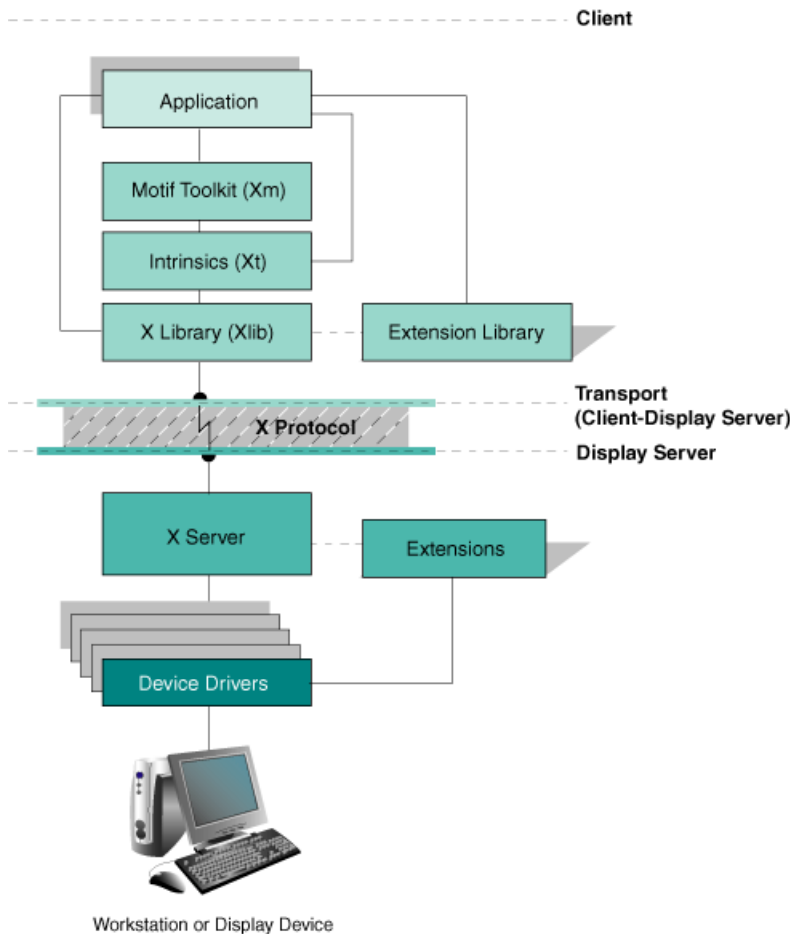 Client
Application
Motif Toolkit (Xm)
Intrinsics (Xt)
X Library (Xlib)
Extension Library
Transport
(Client-Display Server)
X Protocol
Display Server
X Server
Extensions
Device Drivers
Workstation or Display Device